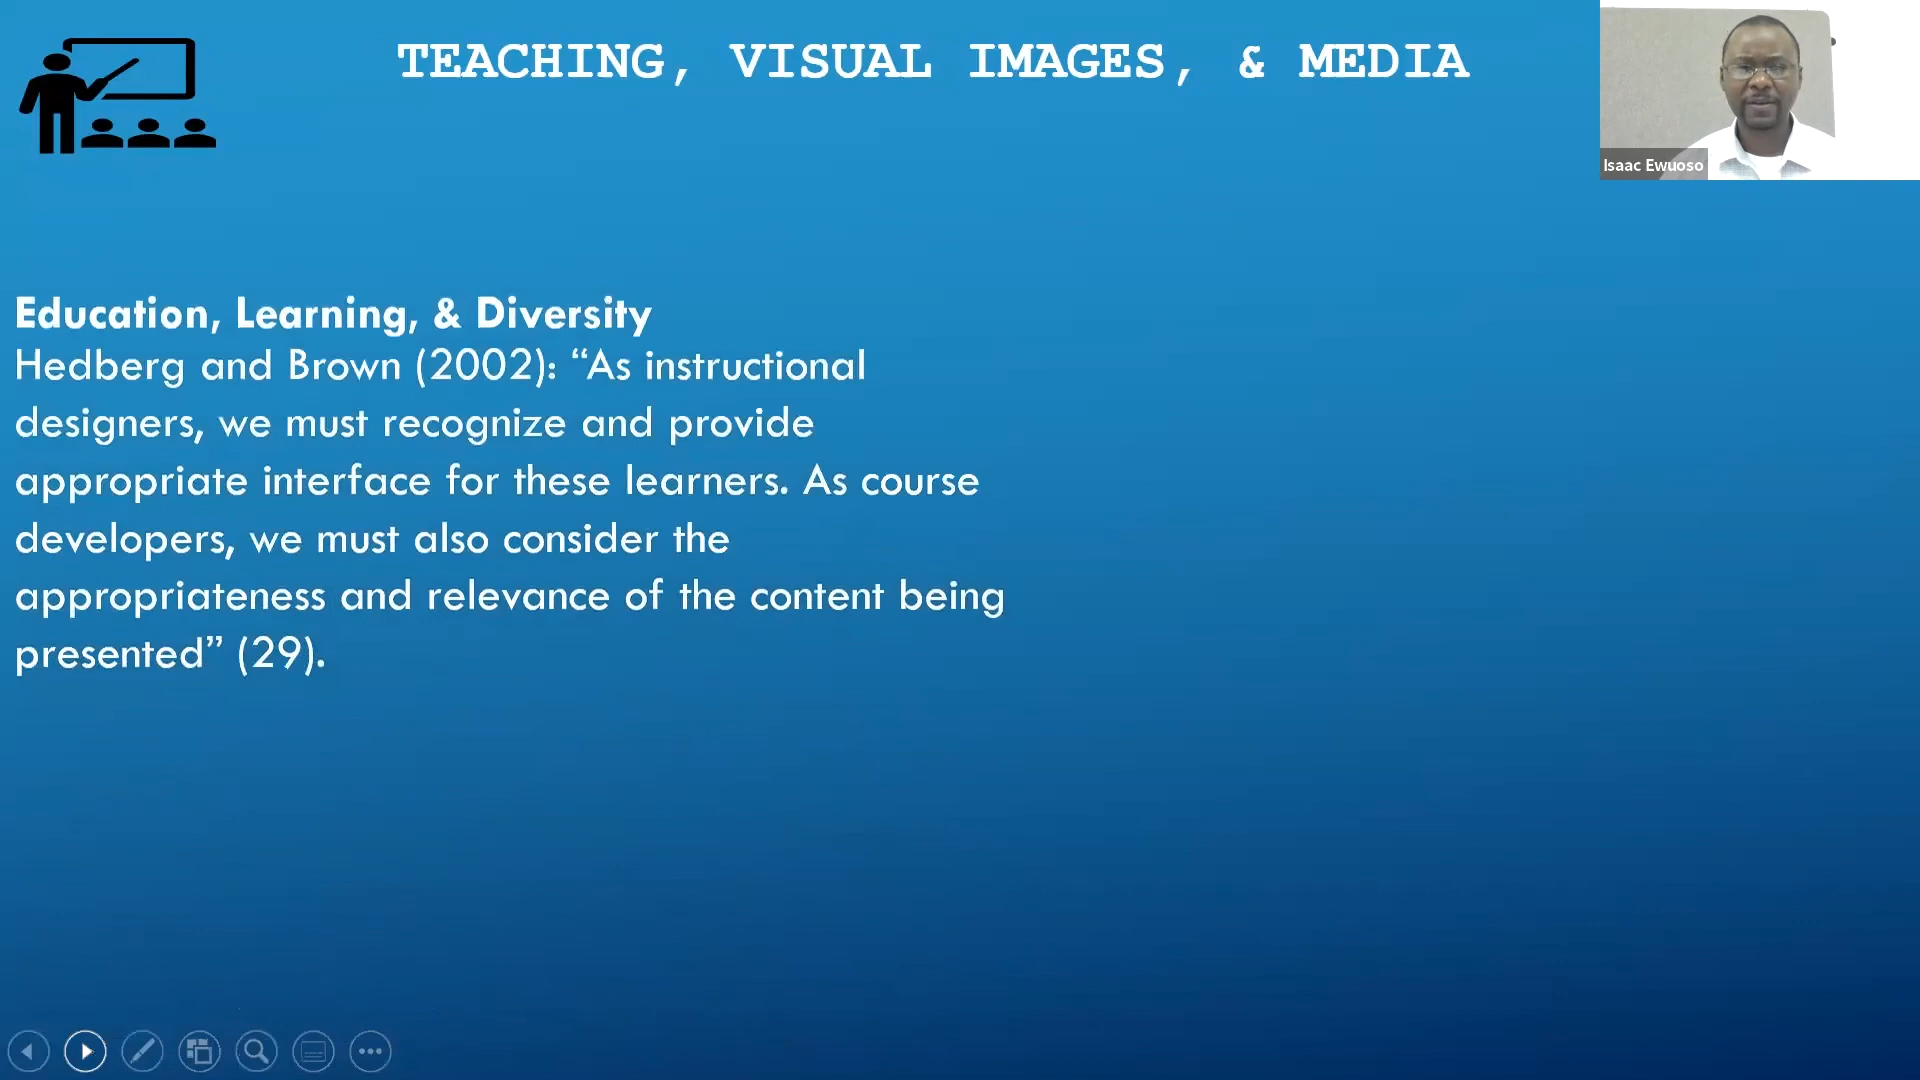 TEACHING, VISUAL IMAGES, & MEDIA
Isaac Ewuoso
Education, Learning, & Diversity
Hedberg and Brown (2002): “As instructional
designers, we must recognize and provide
appropriate interface for these learners. As course
developers, we must also consider the
appropriateness and relevance of the content being
presented” (29).